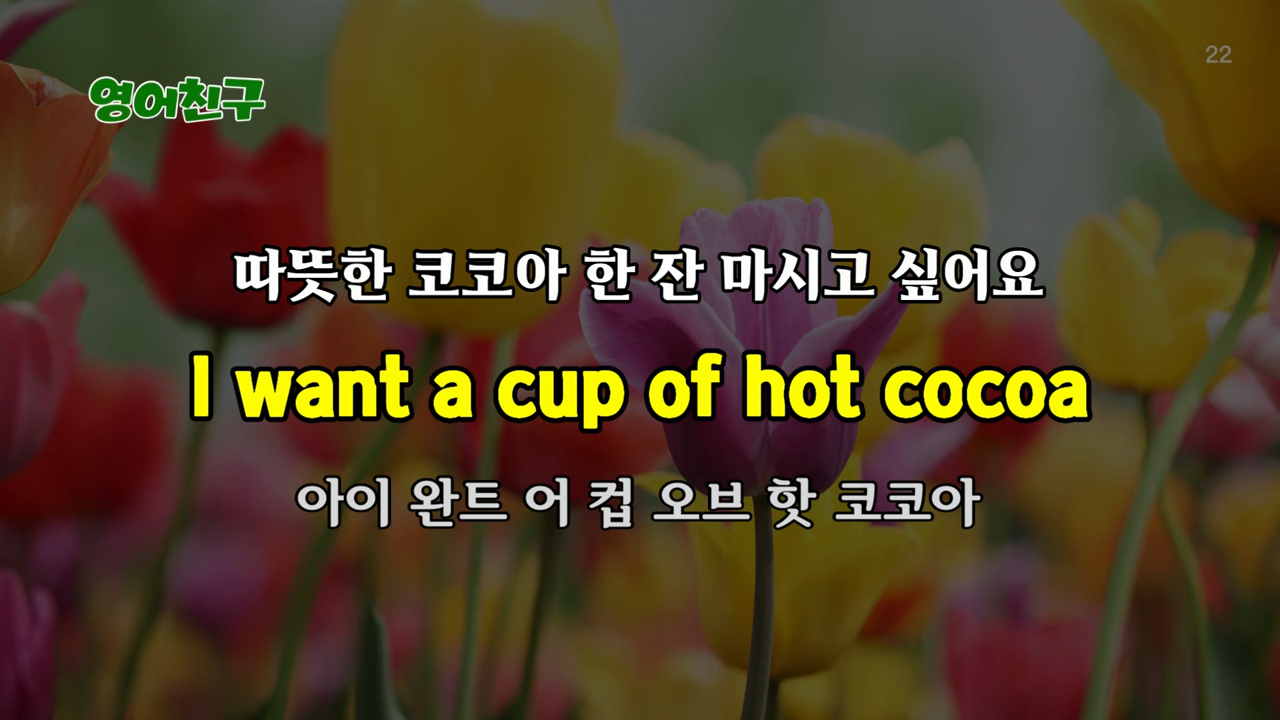 영어친구
22
따뜻한 코코아 한 잔 마시고 싶어요
I want a cup of hot cocoa
아이 완트 어 컵 오브 핫 코코아